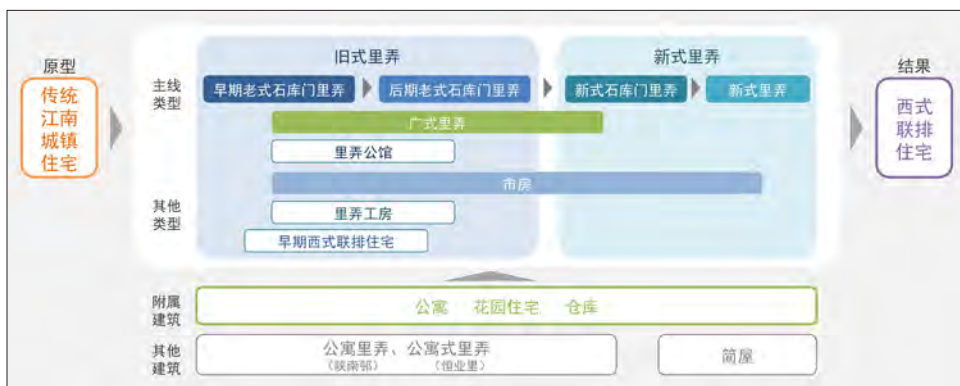 原型
传统
江南
城镇
住宅
主线
类型
旧式里弄
新式里弄
早期老式石库门里弄
后期老式石库门里弄
新式石库门里弄
新式里弄
广式里弄
里弄公馆
市房
其他
类型
里弄工房
早期西式联排住宅
结果
西式
联排
住宅
附属
建筑
公寓 花园住宅 仓库
其他
建筑
公寓里弄、公寓式里弄
（陕南邨） （恒业里）
简屋